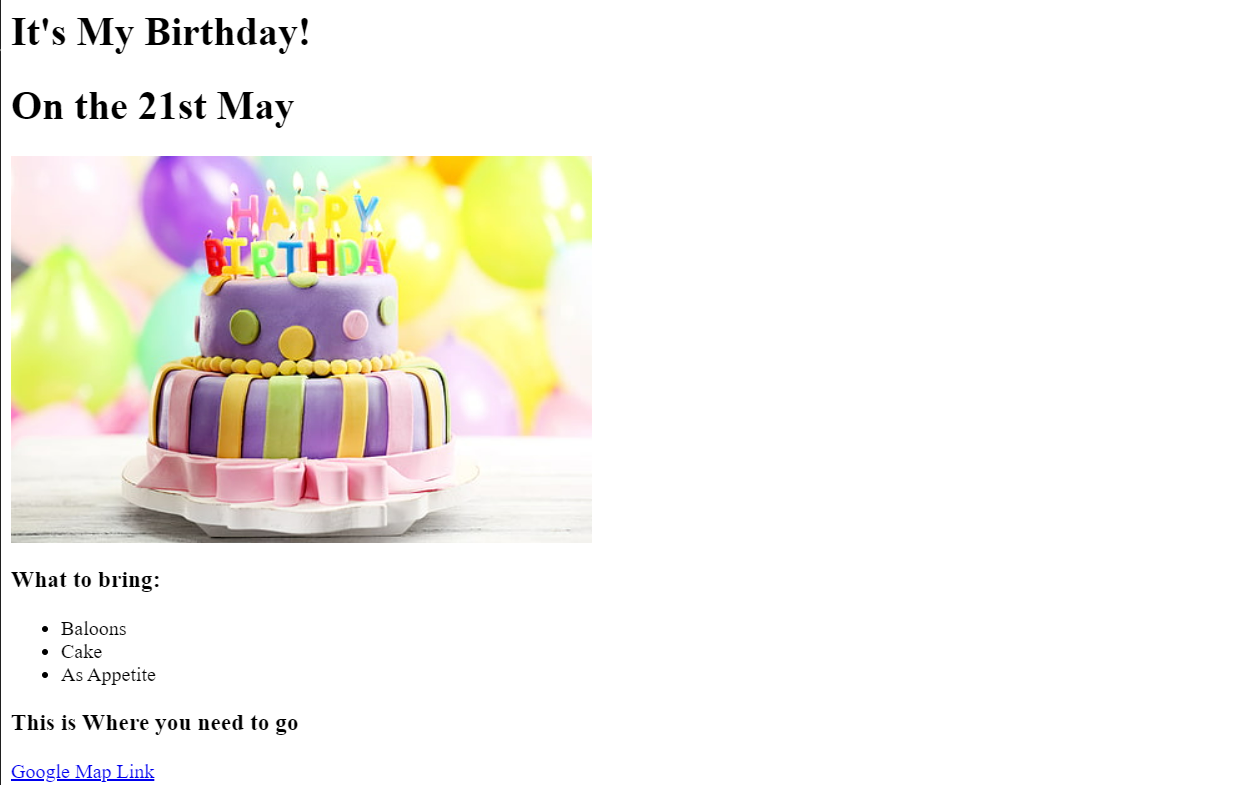 It's My Birthday!
On the 21st May
HAPPY
BIRTHDAY
What to bring:
Baloons
Cake
As Appetite
This is Where you need to go
Google Map Link